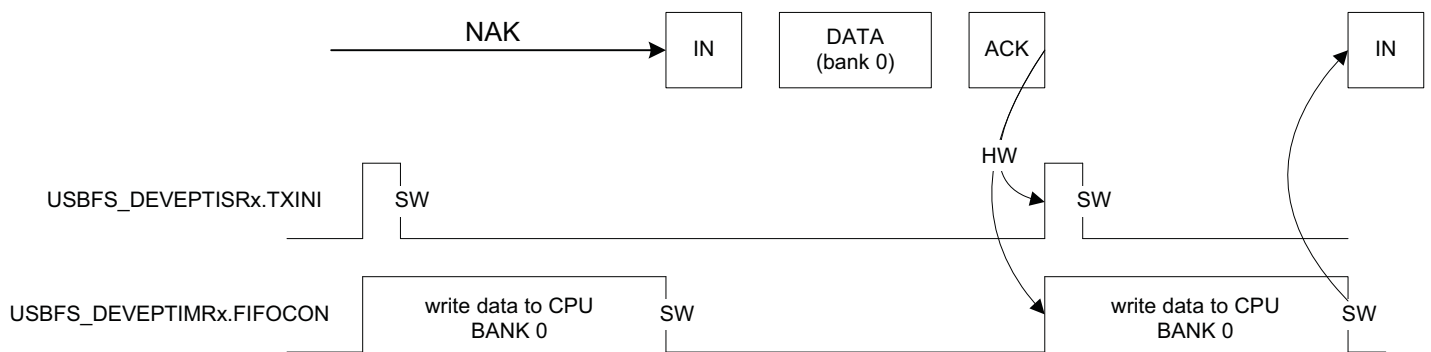 NAK
IN
DATA
(bank 0)
ACK
IN
HW
USBFS_DEVEPTISRx.TXINI
SW
SW
USBFS_DEVEPTIMRx.FIFOCON
write data to CPU
BANK 0
SW
write data to CPU
BANK 0
SW